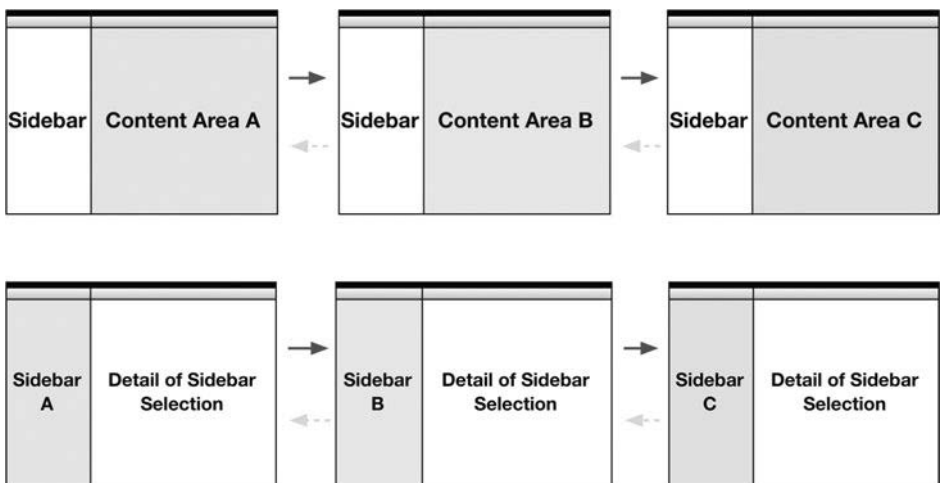 Sidebar Content Area A Sidebar Content Area B Sidebar Content Area C
Sidebar Detail of Sidebar Sidebar Detail of Sidebar Sidebar Detail of Sidebar
A Selection B Selection C Selection